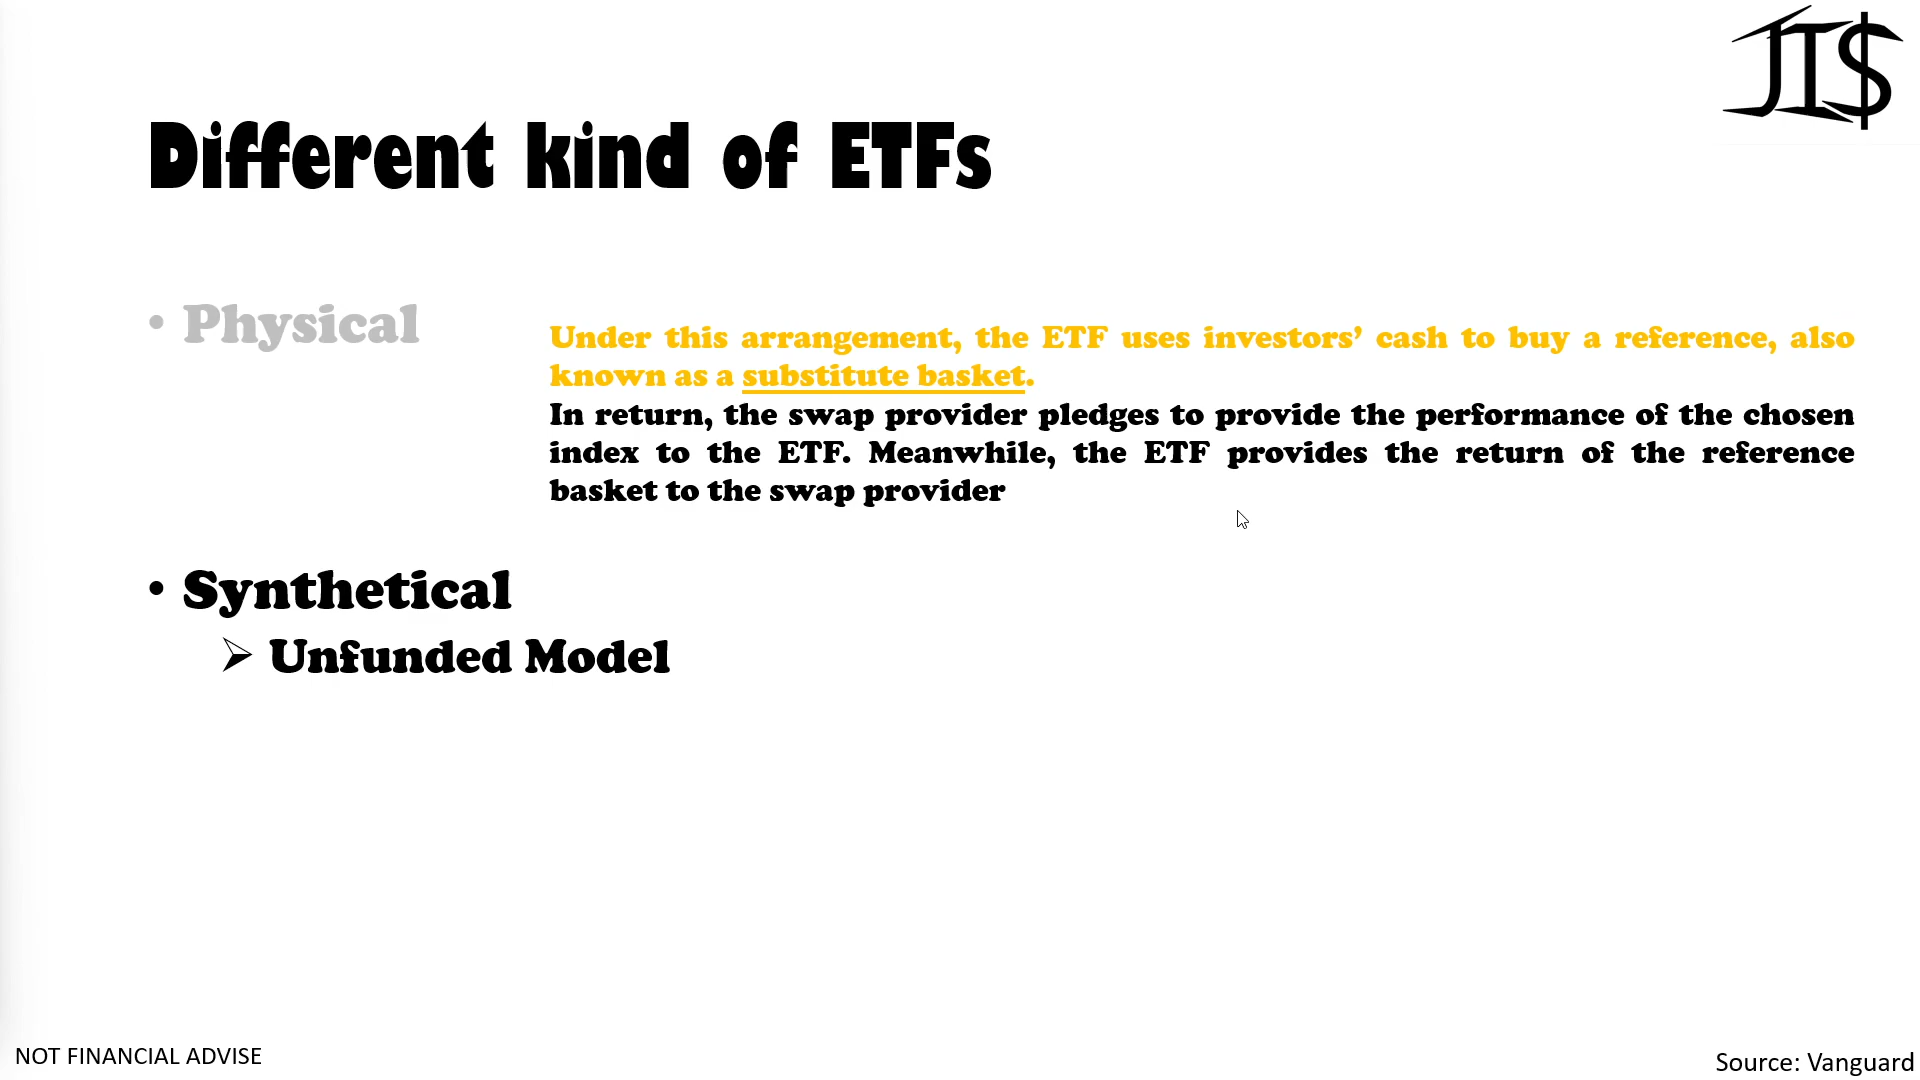 JI$
Different kind of ETFs
• Physical
Under this arrangement, the ETF uses investors’ cash to buy a reference, also
known as a substitute basket.
In return, the swap provider pledges to provide the performance of the chosen
index to the ETF. Meanwhile, the ETF provides the return of the reference
basket to the swap provider
• Synthetical
➢ Unfunded Model
NOT FINANCIAL ADVISE
Source: Vanguard